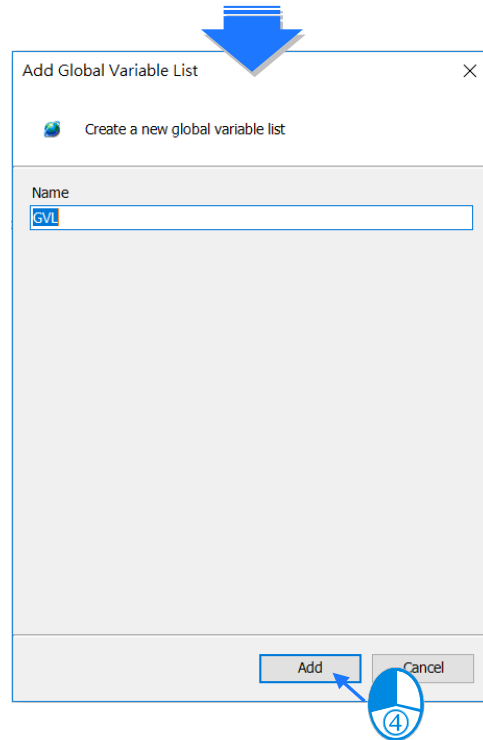 Add Global Variable List
Create a new global variable list
Name
GVL
Add
Cancel
④